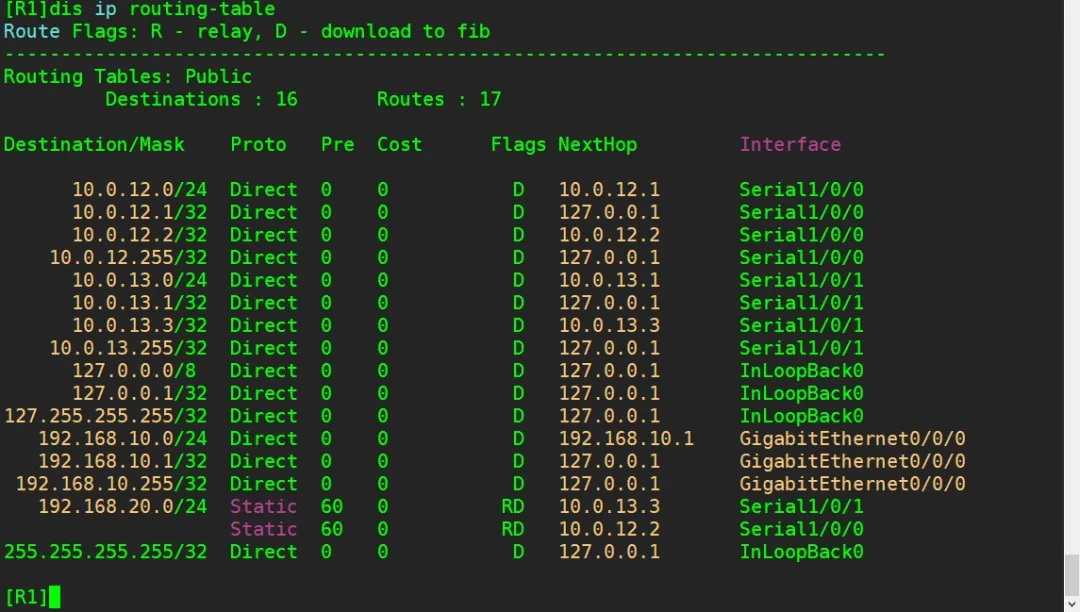 [R1]dis ip routing-table
Route Flags: R - relay, D - download to fib
------------------------------------------------------------------------------
Routing Tables: Public
         Destinations : 16       Routes : 17

Destination/Mask    Proto   Pre  Cost      Flags NextHop         Interface

      10.0.12.0/24  Direct  0    0           D   10.0.12.1       Serial1/0/0
      10.0.12.1/32  Direct  0    0           D   127.0.0.1       Serial1/0/0
      10.0.12.2/32  Direct  0    0           D   10.0.12.2       Serial1/0/0
    10.0.12.255/32  Direct  0    0           D   127.0.0.1       Serial1/0/0
      10.0.13.0/24  Direct  0    0           D   10.0.13.1       Serial1/0/1
      10.0.13.1/32  Direct  0    0           D   127.0.0.1       Serial1/0/1
      10.0.13.3/32  Direct  0    0           D   10.0.13.3       Serial1/0/1
    10.0.13.255/32  Direct  0    0           D   127.0.0.1       Serial1/0/1
      127.0.0.0/8   Direct  0    0           D   127.0.0.1       InLoopBack0
      127.0.0.1/32  Direct  0    0           D   127.0.0.1       InLoopBack0
127.255.255.255/32  Direct  0    0           D   127.0.0.1       InLoopBack0
   192.168.10.0/24  Direct  0    0           D   192.168.10.1    GigabitEthernet0/0/0
   192.168.10.1/32  Direct  0    0           D   127.0.0.1       GigabitEthernet0/0/0
 192.168.10.255/32  Direct  0    0           D   127.0.0.1       GigabitEthernet0/0/0
   192.168.20.0/24  Static  60   0          RD   10.0.13.3       Serial1/0/1
                    Static  60   0          RD   10.0.12.2       Serial1/0/0
255.255.255.255/32  Direct  0    0           D   127.0.0.1       InLoopBack0

[R1]